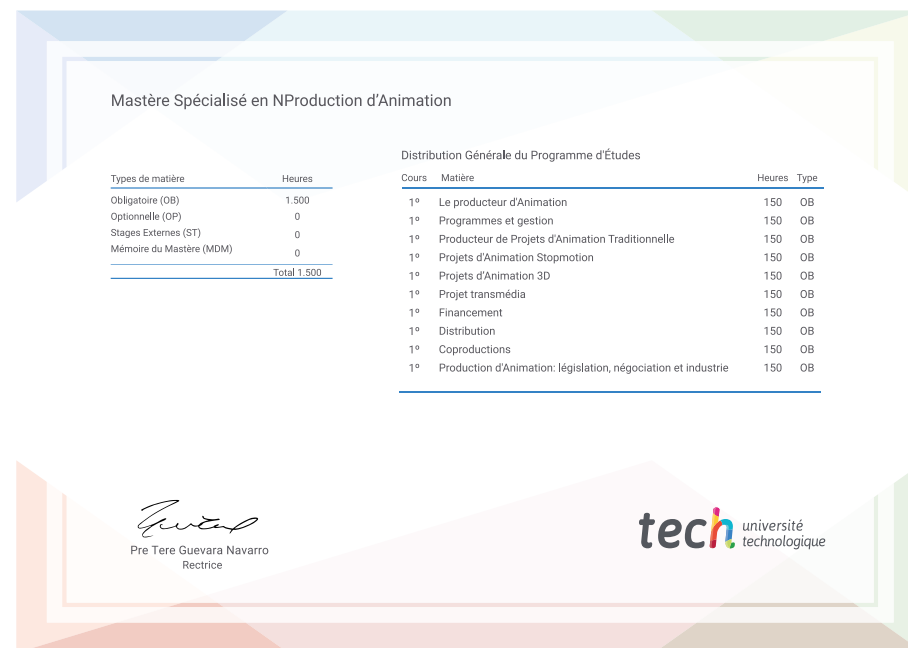 Mastère Spécialisé en NProduction d'Animation
Types de matière Heures
Obligatoire (OB) 1.500
Optionnelle (OP) 0
Stages Externes (ST) 0
Mémoire du Mastère (MDM) 0
Total 1.500
Distribution Générale du Programme d'Études
Cours Matière Heures Type
1º Le producteur d'Animation 150 OB
1º Programmes et gestion 150 OB
1º Producteur de Projets d'Animation Traditionnelle 150 OB
1º Projets d'Animation Stopmotion 150 OB
1º Projets d'Animation 3D 150 OB
1º Projet transmédia 150 OB
1º Financement 150 OB
1º Distribution 150 OB
1º Coproductions 150 OB
1º Production d'Animation: législation, négociation et industrie 150 OB
Pre Tere Guevara Navarro
Rectrice
tech université
technologique